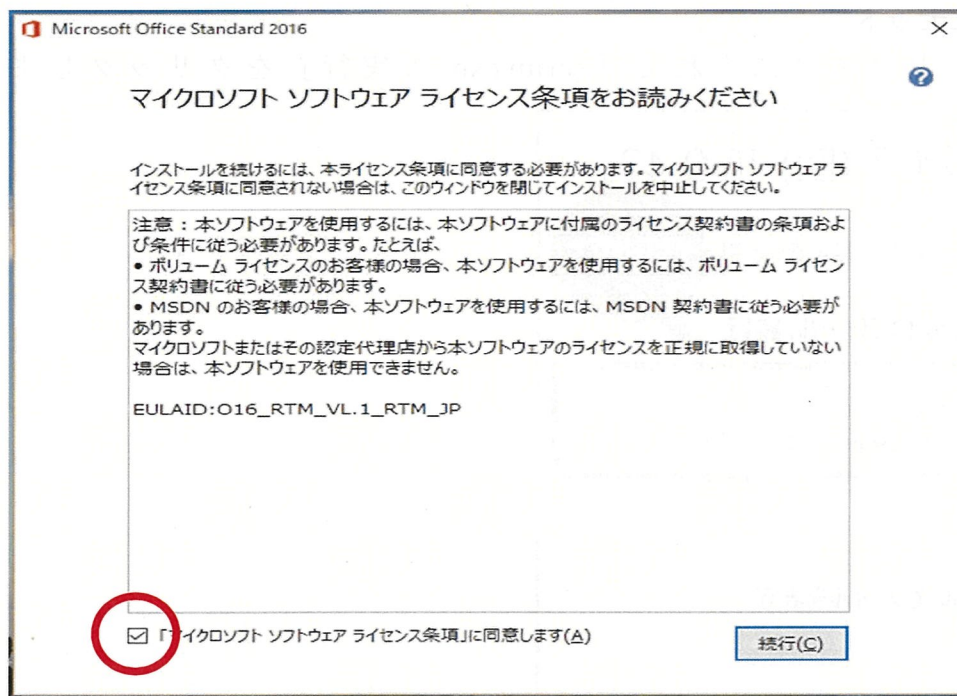 Microsoft Office Standard 2016
マイクロソフト ソフトウェア ライセンス条項をお読みください
インストールを続けるには、本ライセンス条項に同意する必要があります。マイクロソフト ソフトウェア ラ
イセンス条項に同意されない場合は、このウィンドウを閉じてインストールを中止してください。
注意：本ソフトウェアを使用するには、本ソフトウェアに付属のライセンス契約書の条項およ
び条件に従う必要があります。たとえば、
• ボリューム ライセンスのお客様の場合、本ソフトウェアを使用するには、ボリューム ライセン
ス契約書に従う必要があります。
• MSDN のお客様の場合、本ソフトウェアを使用するには、MSDN 契約書に従う必要が
あります。
マイクロソフトまたはその認定代理店から本ソフトウェアのライセンスを正規に取得していない
場合は、本ソフトウェアを使用できません。
EULAID:O16_RTM_VL.1_RTM_JP
「マイクロソフト ソフトウェア ライセンス条項」に同意します(A)
続行(C)